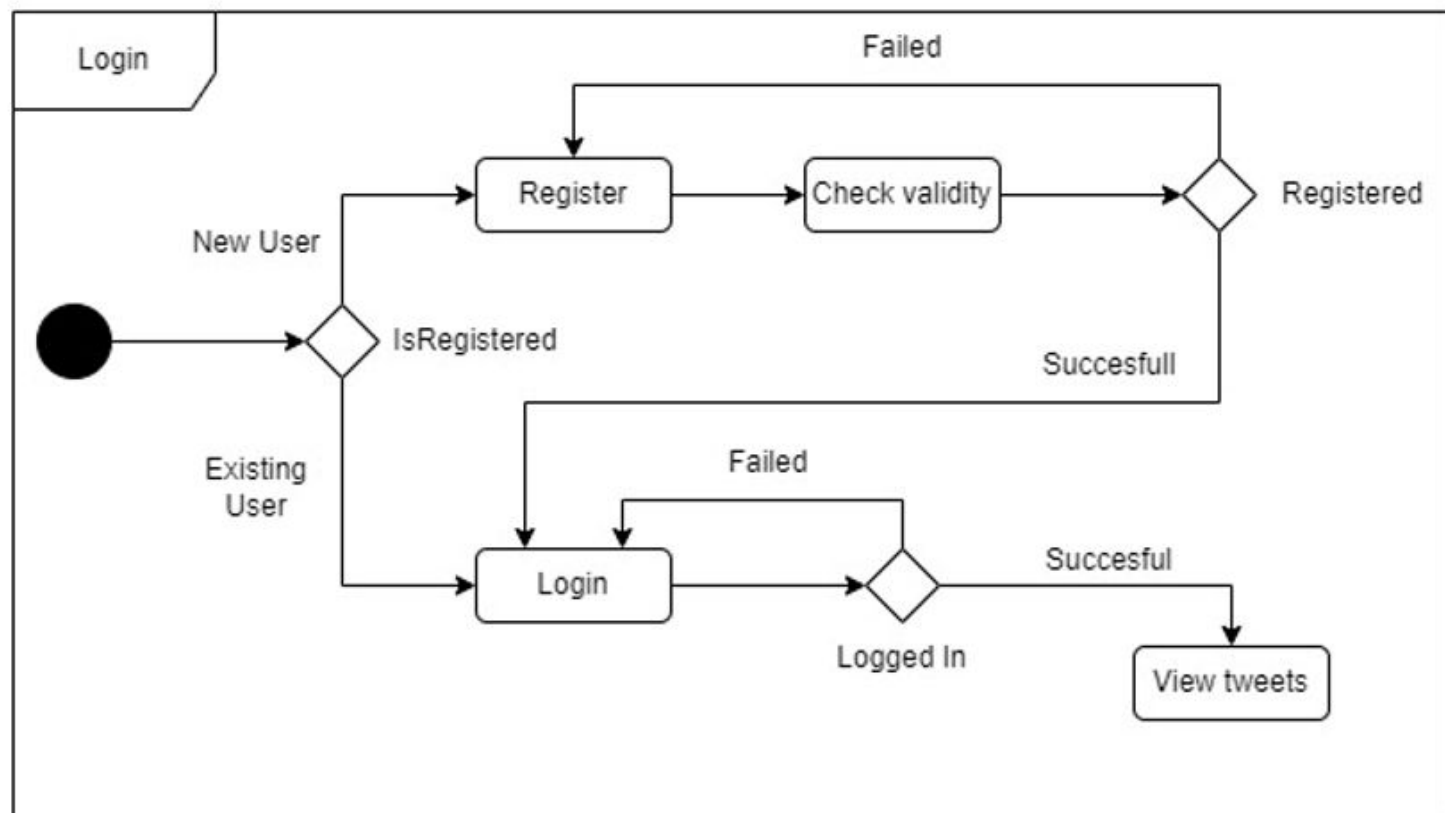 Login
Failed
Register
Check validity
Registered
New User
IsRegistered
Succesfull
Existing
User
Failed
Login
Succesful
Logged In
View tweets